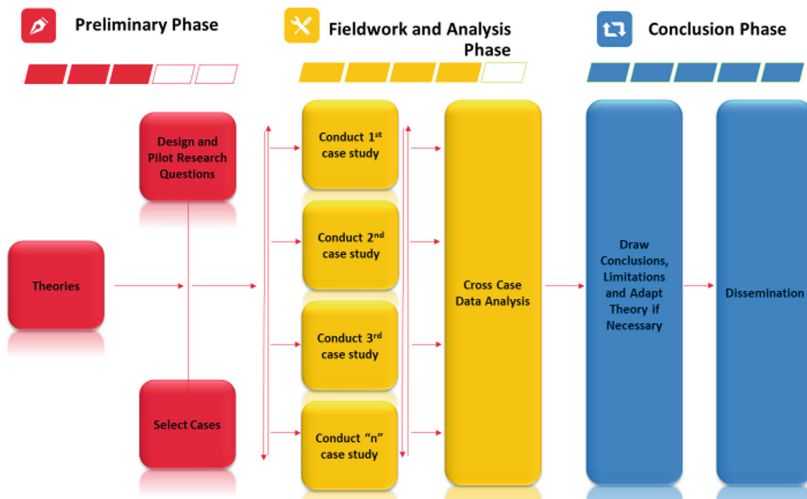 Preliminary Phase
Fieldwork and Analysis
Phase
Conclusion Phase
Design and
Pilot Research
Questions
Theories
Select Cases
Conduct 1st
case study
Conduct 2nd
case study
Conduct 3rd
case study
Conduct “n”
case study
Cross Case
Data Analysis
Draw
Conclusions,
Limitations
and Adapt
Theory if
Necessary
Dissemination